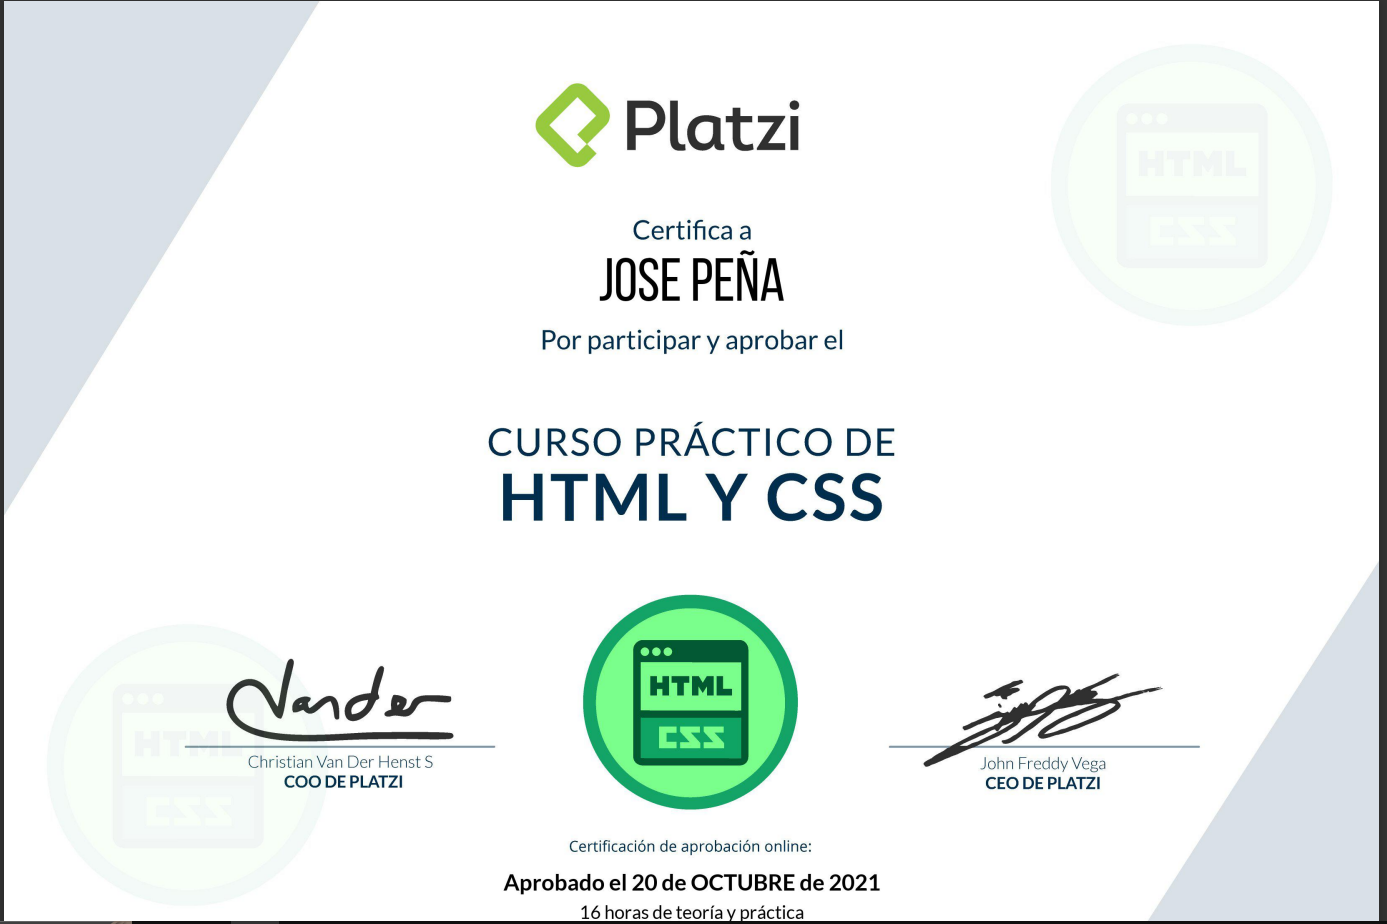 Platzi
HTML
CSS
Certifica a
JOSE PEÑA
Por participar y aprobar el
CURSO PRÁCTICO DE
HTML Y CSS
Vander
HTML
CSS
HTML
CSS
Christian Van Der Henst S
COO DE PLATZI
John Freddy Vega
CEO DE PLATZI
Certificación de aprobación online:
Aprobado el 20 de OCTUBRE de 2021
16 horas de teoría y práctica